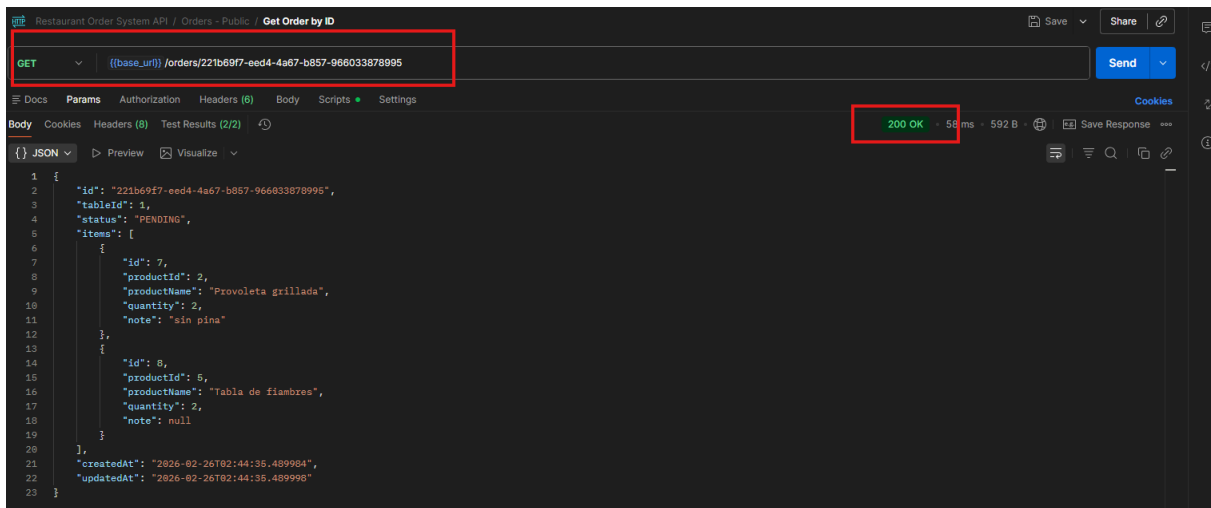 HTTP Restaurant Order System API / Orders - Public / Get Order by ID Save Share
GET {{base_url}} /orders/221b69f7-eed4-4a67-b857-966033878995 Send
Docs Params Authorization Headers (6) Body Scripts Settings Cookies
Body Cookies Headers (8) Test Results (2/2) 200 OK 58 ms 592 B Save Response
{} JSON Preview Visualize
1 {
2 "id": "221b69f7-eed4-4a67-b857-966033878995",
3 "tableId": 1,
4 "status": "PENDING",
5 "items": [
6 {
7 "id": 7,
8 "productId": 2,
9 "productName": "Provoleta grillada",
10 "quantity": 2,
11 "note": "sin pina"
12 },
13 {
14 "id": 8,
15 "productId": 5,
16 "productName": "Tabla de fiambres",
17 "quantity": 2,
18 "note": null
19 }
20 ],
21 "createdAt": "2026-02-26T02:44:35.489984",
22 "updatedAt": "2026-02-26T02:44:35.489998"
23 }